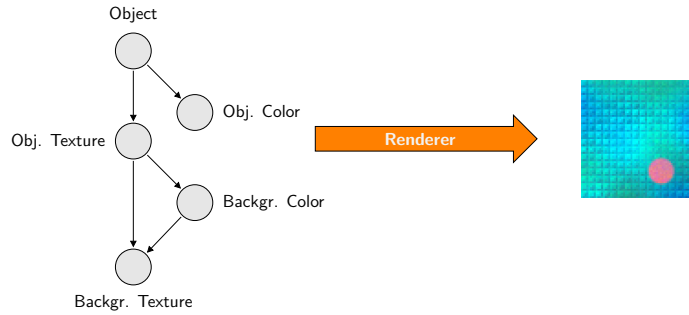 Object
Obj. Color
Obj. Texture
Renderer
Backgr. Color
Backgr. Texture